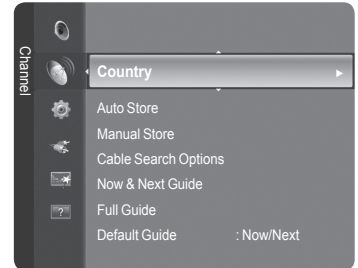 Channel
Country
Auto Store
Manual Store
Cable Search Options
Now & Next Guide
Full Guide
Default Guide : Now/Next
?